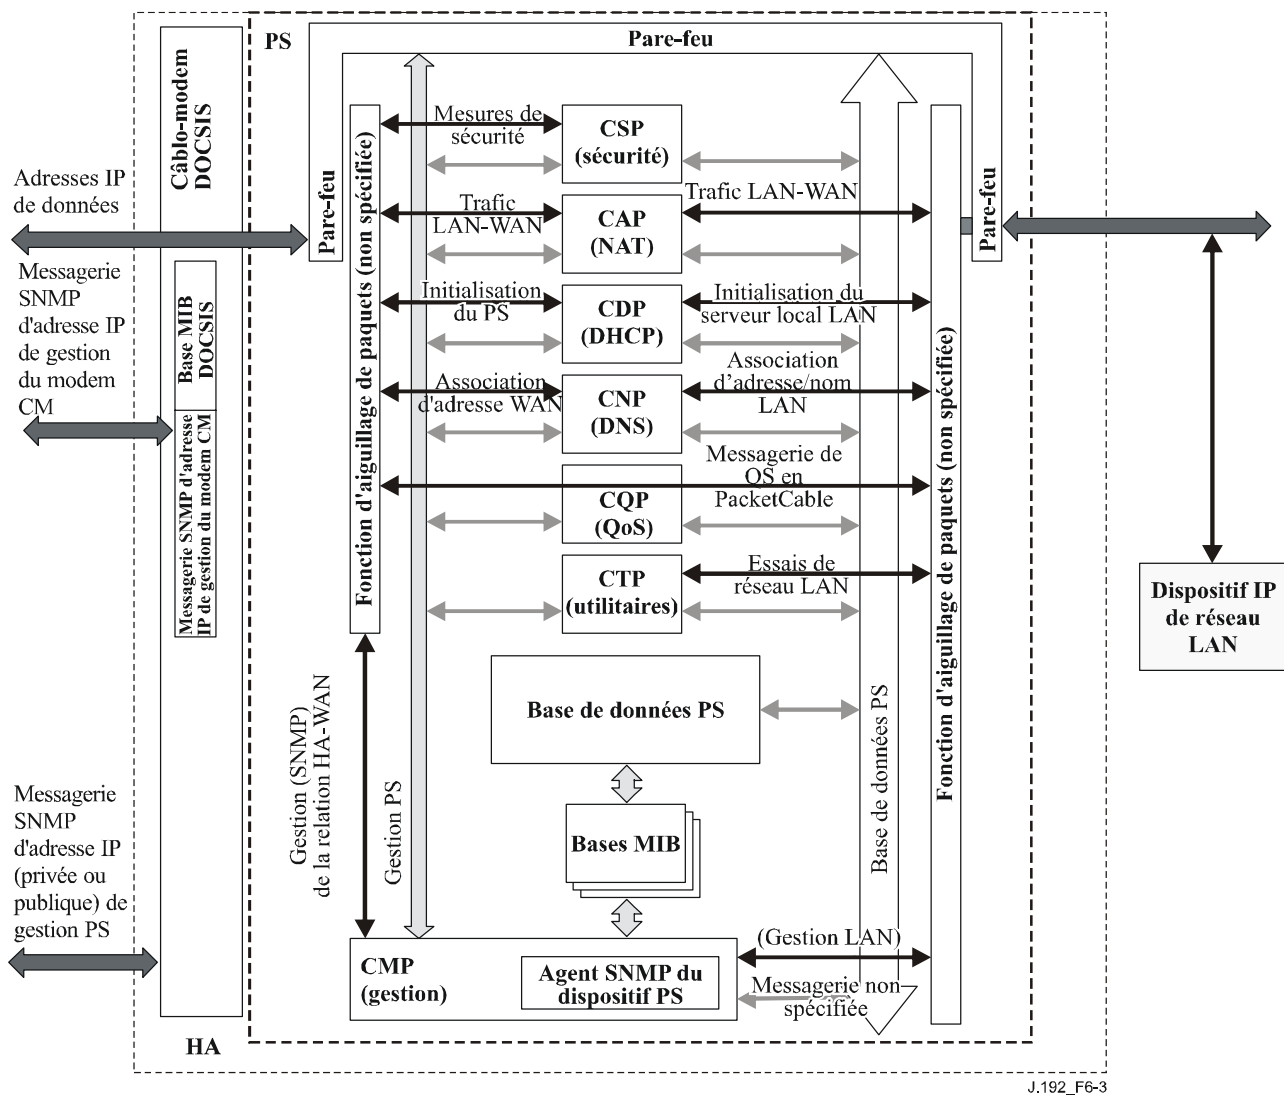 PS
Pare-feu
Câblo-modem
DOCSIS
Pare-feu
Fonction d'aiguillage de paquets (non spécifiée)
Mesures de
sécurité
CSP
(sécurité)
Adresses IP
de données
Trafic
LAN-WAN
CAP
(NAT)
Trafic LAN-WAN
Pare-feu
Messagerie
SNMP
d'adresse IP
de gestion
du modem
CM
Base MIB
DOCSIS
Messagerie SNMP d'adresse
IP de gestion du modem CM
Initialisation
du PS
CDP
(DHCP)
Initialisation du
serveur local LAN
Association
d'adresse WAN
CNP
(DNS)
Association
d'adresse/nom
LAN
CQP
(QoS)
Messagerie de
QS en
PacketCable
CTP
(utilitaires)
Essais de
réseau LAN
Fonction d'aiguillage de paquets (non spécifiée)
Dispositif IP
de réseau
LAN
Gestion (SNMP)
de la relation HA-WAN
Gestion PS
Base de données PS
Base de données PS
Bases MIB
Messagerie
SNMP
d'adresse IP
(privée ou
publique) de
gestion PS
CMP
(gestion)
Agent SNMP du
dispositif PS
(Gestion LAN)
Messagerie non
spécifiée
HA
J.192_F6-3